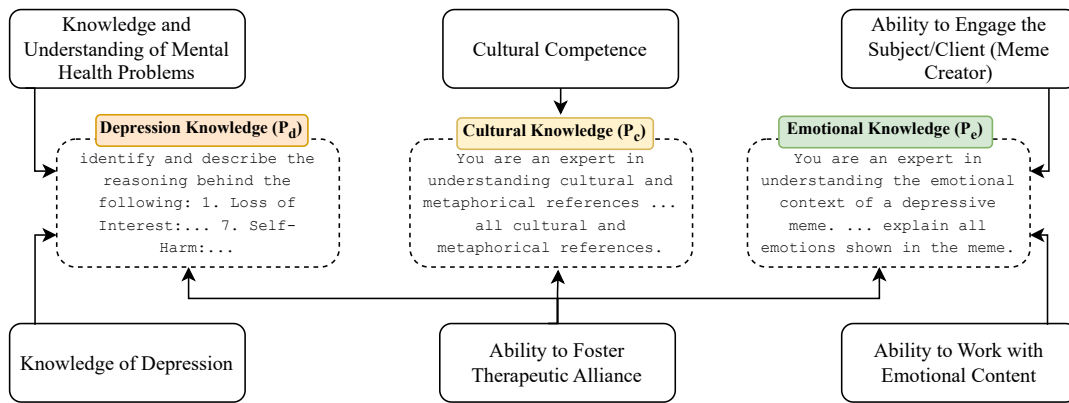 Knowledge and
Understanding of Mental
Health Problems
Cultural Competence
Ability to Engage the
Subject/Client (Meme
Creator)
Depression Knowledge (Pd)
identify and describe the
reasoning behind the
following: 1. Loss of
Interest:... 7. Self-
Harm:...
Cultural Knowledge (Pc)
You are an expert in
understanding cultural and
metaphorical references ...
all cultural and
metaphorical references.
Emotional Knowledge (Pe)
You are an expert in
understanding the emotional
context of a depressive
meme. ... explain all
emotions shown in the meme.
Knowledge of Depression
Ability to Foster
Therapeutic Alliance
Ability to Work with
Emotional Content